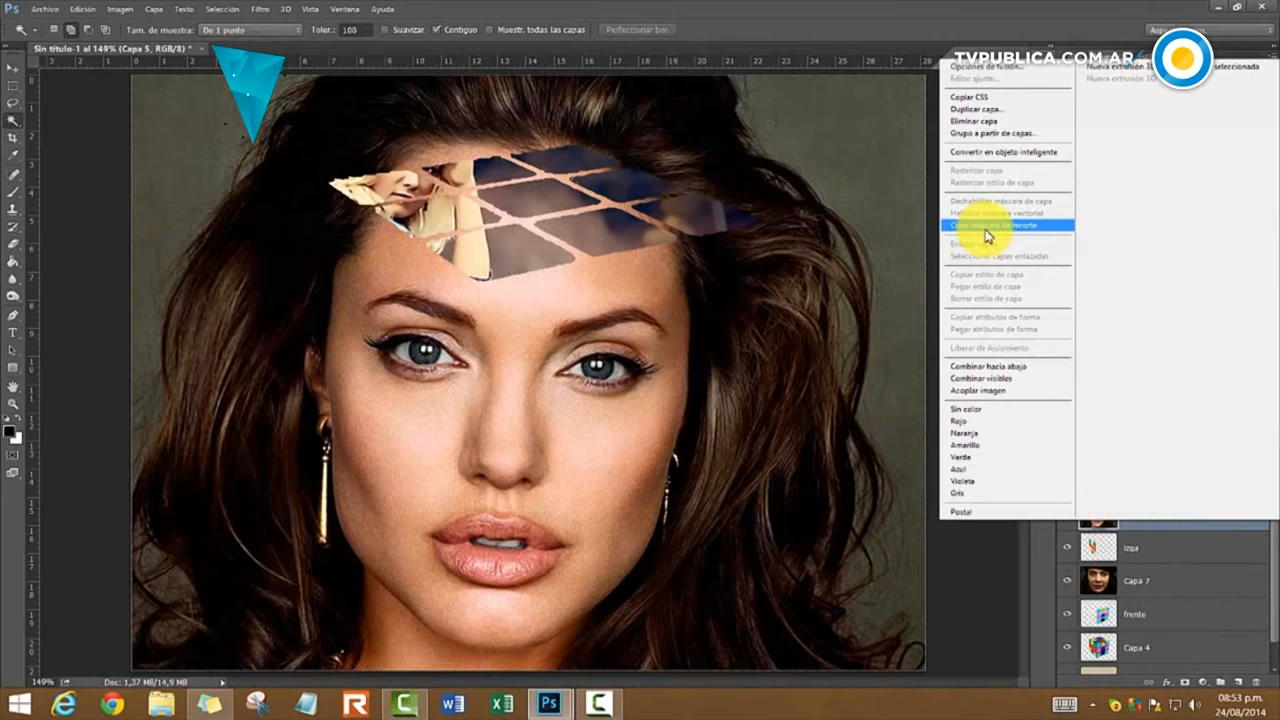 Ps Archivo Edición Imagen Capa Texto Selección Filtro 3D Vista Ventana Ayuda
Tam. de muestra: De 1 punto Toler.: 100 Suavizar Contiguo Muestr. todas las capas Perfeccionar bor...
Sin título-1 al 149% (Capa 5, RGB/8) * ×
TVPUBLICA.COM.AR
Opciones de fusión...
Editar ajuste...
Copiar CSS
Duplicar capa...
Eliminar capa
Grupo a partir de capas...
Convertir en objeto inteligente
Rasterizar capa
Rasterizar estilo de capa
Deshabilitar máscara de capa
Habilitar máscara vectorial
Crear máscara de recorte
Seleccionar capas enlazadas
Copiar estilo de capa
Pegar estilo de capa
Borrar estilo de capa
Copiar atributos de forma
Pegar atributos de forma
Liberar de Aislamiento
Combinar hacia abajo
Combinar visibles
Acoplar imagen
Sin color
Rojo
Naranja
Amarillo
Verde
Azul
Violeta
Gris
Postal
Nueva extrusión 3D seleccionada
Nueva extrusión 3D
izqa
Capa 7
frente
Capa 4
149% Doc: 1,37 MB/14,9 MB
08:53 p.m.
24/08/2014